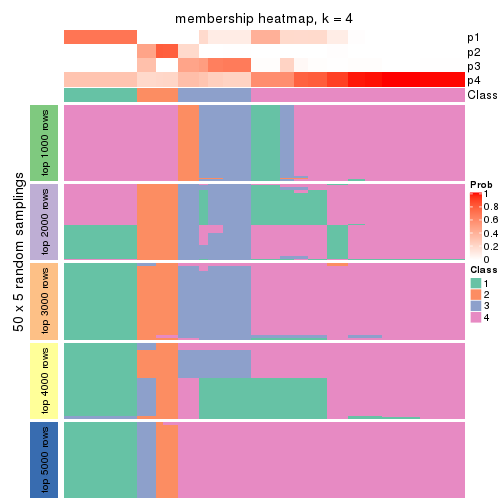 membership heatmap, k = 4
p1
p2
p3
p4
Class
50 x 5 random samplings
top 1000 rows
top 2000 rows
top 3000 rows
top 4000 rows
top 5000 rows
Prob
1
0.8
0.6
0.4
0.2
0
Class
1
2
3
4